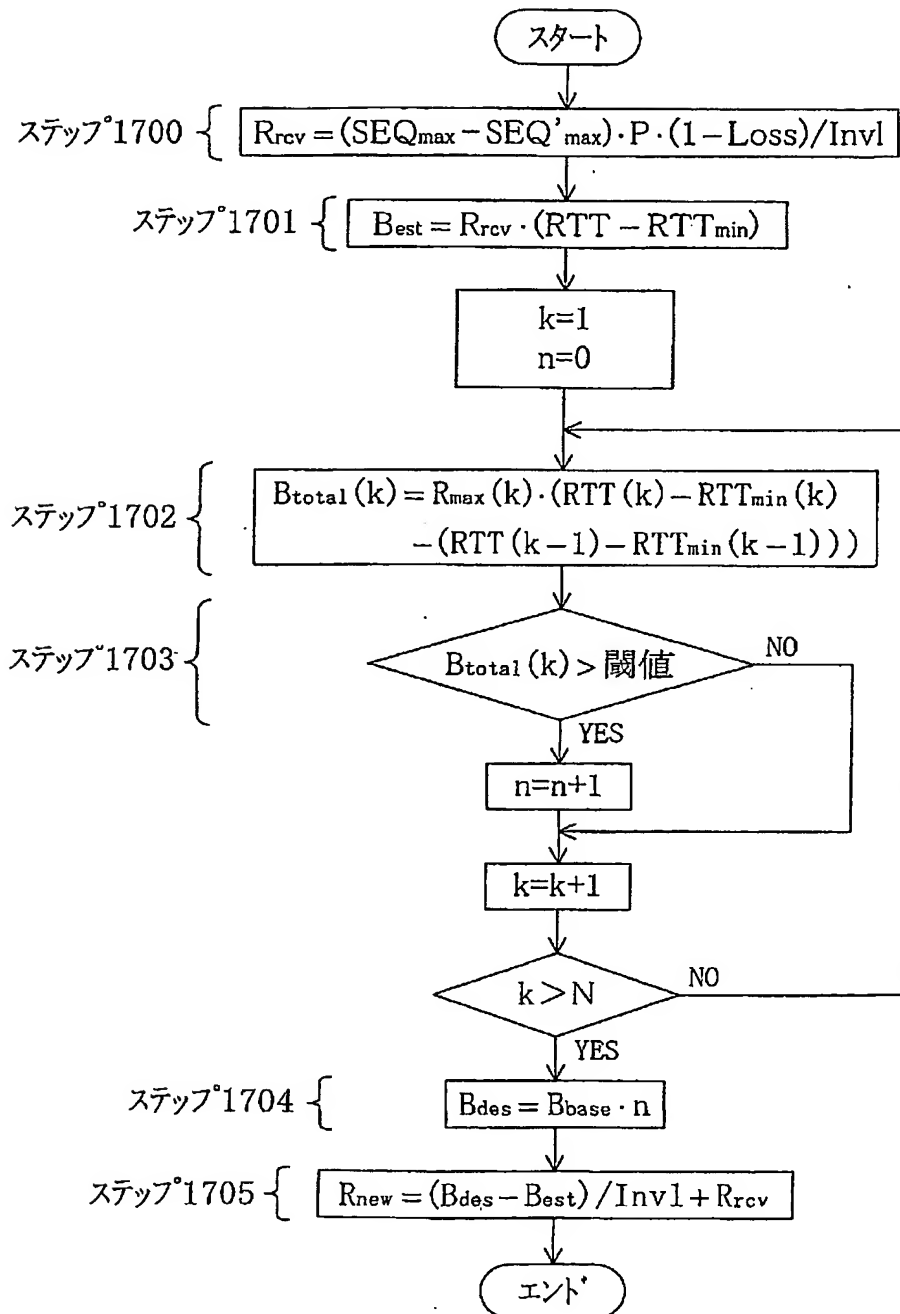 スタート
ステップ1700 { Rrcv = (SEQmax − SEQ'max)・P・(1−Loss)/Invl
ステップ1701 { Best = Rrcv・(RTT − RTTmin)
k=1
n=0
ステップ1702 { Btotal(k) = Rmax(k)・(RTT(k) − RTTmin(k)
−(RTT(k−1) − RTTmin(k−1)))
ステップ1703 { Btotal(k) > 閾値
NO
YES
n=n+1
k=k+1
k>N
NO
YES
ステップ1704 { Bdes = Bbase・n
ステップ1705 { Rnew = (Bdes − Best)/Invl + Rrcv
エンド